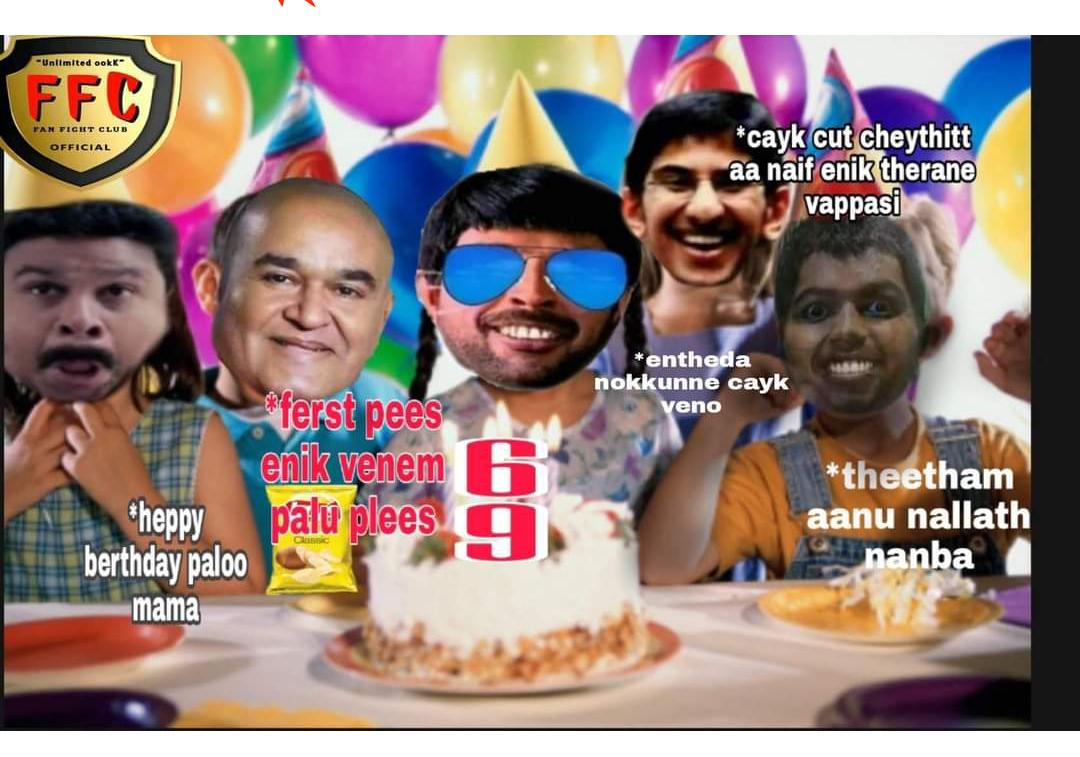 "Unlimited ookK"
FFC
FAN FIGHT CLUB
OFFICIAL
*cayk cut cheythitt
aa naif enik therane
vappasi
*entheda
nokkunne cayk
veno
*ferst pees
enik venem
palu plees
Classic
6
9
*theetham
aanu nallath
nanba
*heppy
berthday paloo
mama